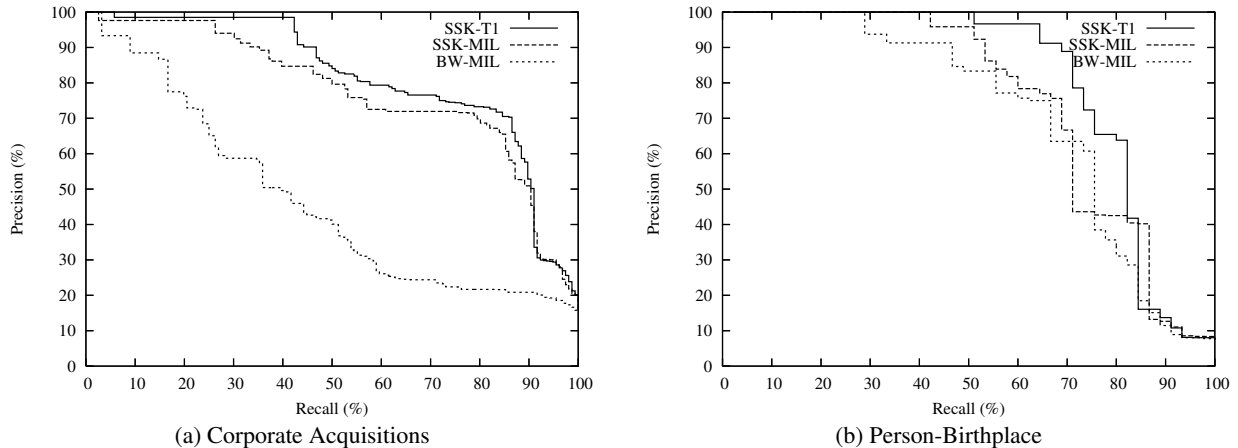 100
90
80
70
60
50
40
30
20
10
0
Precision (%)
SSK-T1
SSK-MIL
BW-MIL
0 10 20 30 40 50 60 70 80 90 100
Recall (%)
(a) Corporate Acquisitions
100
90
80
70
60
50
40
30
20
10
0
Precision (%)
SSK-T1
SSK-MIL
BW-MIL
0 10 20 30 40 50 60 70 80 90 100
Recall (%)
(b) Person-Birthplace